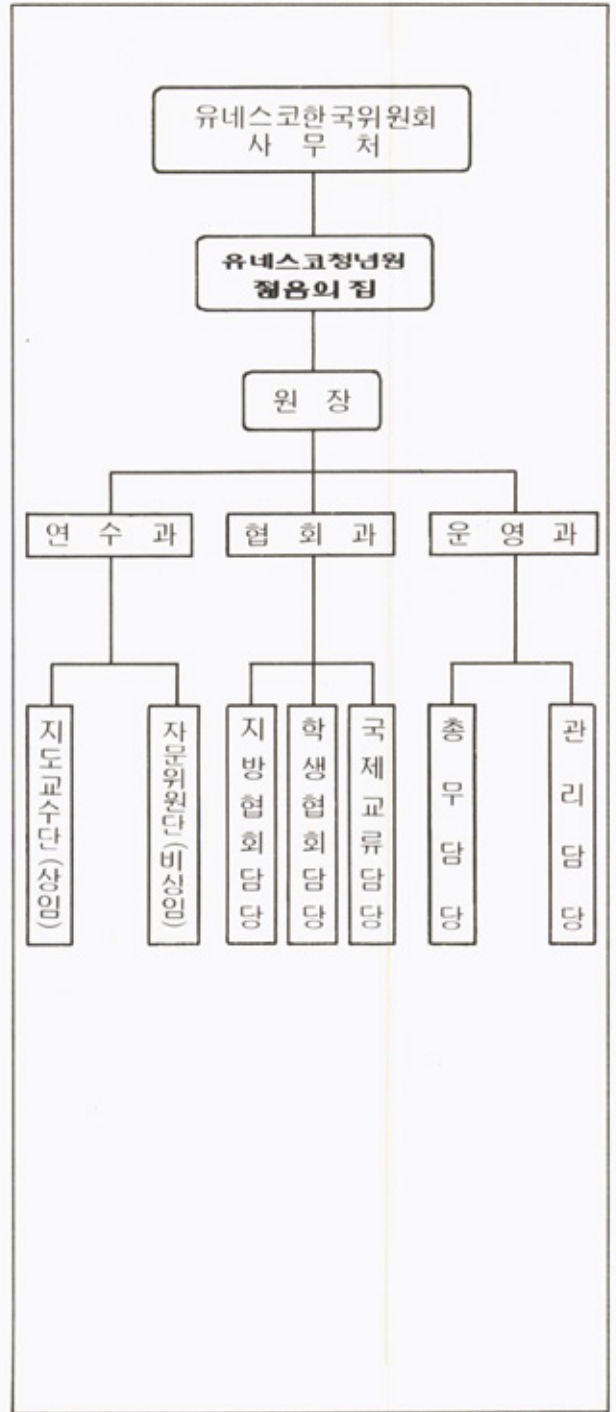 유네스코한국위원회
사 무 처
유네스코청년원
젊음의 집
원 장
연 수 과
협 회 과
운 영 과
지도교수단(상임)
자문위원단(비상임)
지방협회담당
학생협회담당
국제교류담당
총무담당
관리담당